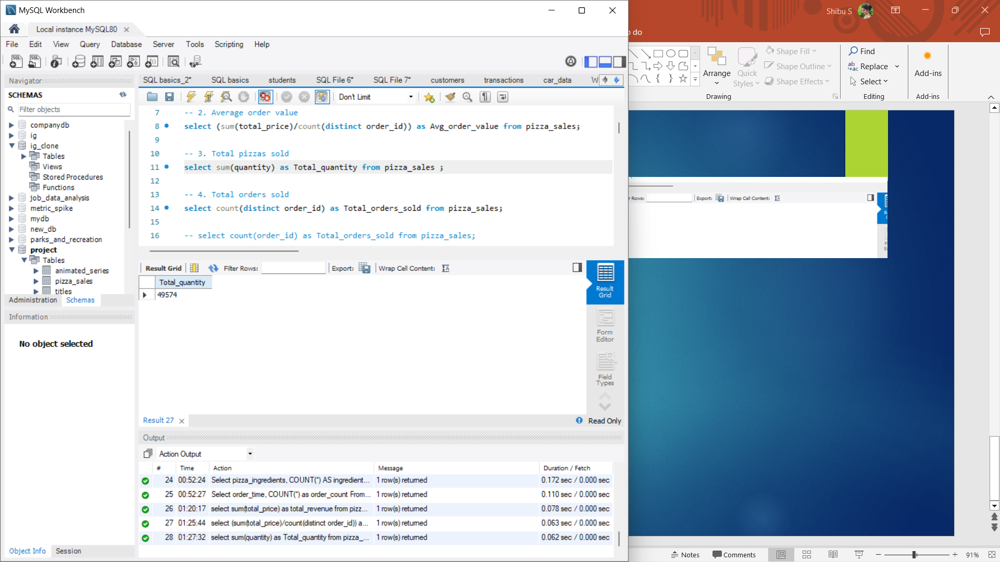 MySQL Workbench
Local instance MySQL80
File Edit View Query Database Server Tools Scripting Help
Navigator
SCHEMAS
Filter objects
companydb
ig
ig_clone
Tables
Views
Stored Procedures
Functions
job_data_analysis
metric_spike
mydb
new_db
parks_and_recreation
project
Tables
animated_series
pizza_sales
titles
Administration Schemas
Information
No object selected
Object Info Session
SQL basics_2* SQL basics students SQL File 6* SQL File 7* customers transactions car_data W
Don't Limit
7 -- 2. Average order value
8 select (sum(total_price)/count(distinct order_id)) as Avg_order_value from pizza_sales;
9
10 -- 3. Total pizzas sold
11 select sum(quantity) as Total_quantity from pizza_sales ;
12
13 -- 4. Total orders sold
14 select count(distinct order_id) as Total_orders_sold from pizza_sales;
15
16 -- select count(order_id) as Total_orders_sold from pizza_sales;
Result Grid Filter Rows: Export: Wrap Cell Content:
Total_quantity
49574
Result Grid
Form Editor
Field Types
Result 27 Read Only
Output
Action Output
# Time Action Message Duration / Fetch
24 00:52:24 Select pizza_ingredients, COUNT(*) AS ingredient... 1 row(s) returned 0.172 sec / 0.000 sec
25 00:52:27 Select order_time, COUNT(*) as order_count From... 1 row(s) returned 0.110 sec / 0.000 sec
26 01:20:17 select sum(total_price) as total_revenue from pizz... 1 row(s) returned 0.078 sec / 0.000 sec
27 01:25:44 select (sum(total_price)/count(distinct order_id)) a... 1 row(s) returned 0.063 sec / 0.000 sec
28 01:27:32 select sum(quantity) as Total_quantity from pizza_... 1 row(s) returned 0.062 sec / 0.000 sec
Shibu S
o do
Arrange
Quick Styles
Shape Fill
Shape Outline
Shape Effects
Drawing
Find
Replace
Select
Editing
Add-ins
Add-ins
r Rows: Export: Wrap Cell Content:
Notes Comments 91%